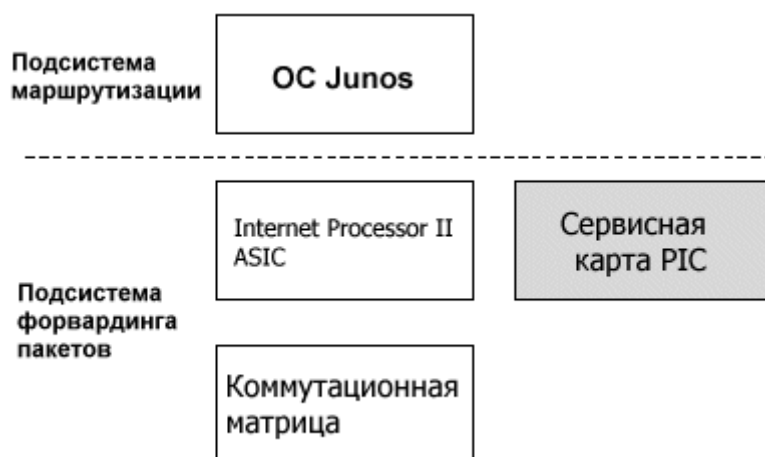 Подсистема
маршрутизации
ОС Junos
Internet Processor II
ASIC
Сервисная
карта PIC
Подсистема
форвардинга
пакетов
Коммутационная
матрица